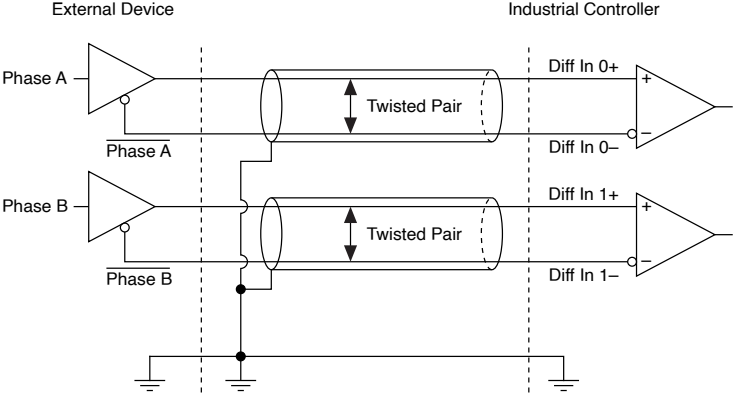 External Device
Industrial Controller
Phase A
Diff In 0+
+
Twisted Pair
Phase A
–
Diff In 0–
Phase B
Diff In 1+
+
Twisted Pair
Phase B
–
Diff In 1–